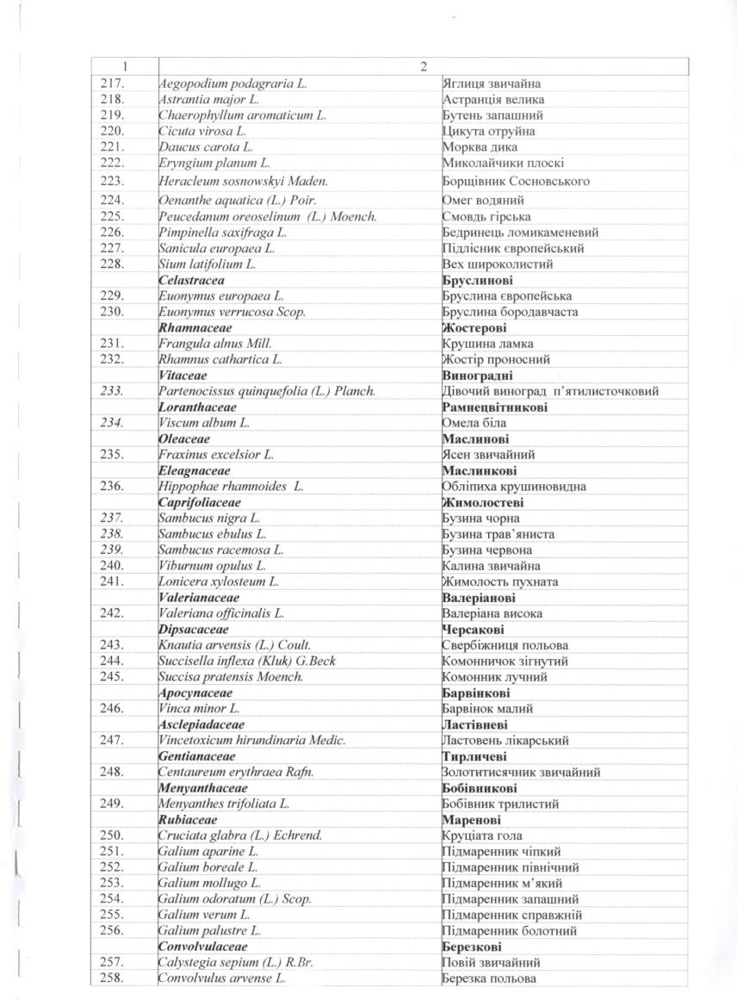 1 2
217. Aegopodium podagraria L. Яглиця звичайна
218. Astrantia major L. Астранція велика
219. Chaerophyllum aromaticum L. Бутень запашний
220. Cicuta virosa L. Цикута отруйна
221. Daucus carota L. Морква дика
222. Eryngium planum L. Миколайчики плоскі
223. Heracleum sosnowskyi Maden. Борщівник Сосновського
224. Oenanthe aquatica (L.) Poir. Омег водяний
225. Peucedanum oreoselinum (L.) Moench. Смовдь гірська
226. Pimpinella saxifraga L. Бедринець ломикаменевий
227. Sanicula europaea L. Підлісник європейський
228. Sium latifolium L. Вех широколистий
Celastracea Бруслинові
229. Euonymus europaea L. Бруслина європейська
230. Euonymus verrucosa Scop. Бруслина бородавчаста
Rhamnaceae Жостерові
231. Frangula alnus Mill. Крушина ламка
232. Rhamnus cathartica L. Жостір проносний
Vitaceae Виноградні
233. Partenocissus quinquefolia (L.) Planch. Дівочий виноград п’ятилисточковий
Loranthaceae Рамнецвітникові
234. Viscum album L. Омела біла
Oleaceae Маслинові
235. Fraxinus excelsior L. Ясен звичайний
Eleagnaceae Маслинкові
236. Hippophae rhamnoides L. Обліпиха крушиновидна
Caprifoliaceae Жимолостеві
237. Sambucus nigra L. Бузина чорна
238. Sambucus ebulus L. Бузина трав’яниста
239. Sambucus racemosa L. Бузина червона
240. Viburnum opulus L. Калина звичайна
241. Lonicera xylosteum L. Жимолость пухната
Valerianaceae Валеріанові
242. Valeriana officinalis L. Валеріана висока
Dipsacaceae Черсакові
243. Knautia arvensis (L.) Coult. Свербіжниця польова
244. Succisella inflexa (Kluk) G.Beck Комонничок зігнутий
245. Succisa pratensis Moench. Комонник лучний
Apocynaceae Барвінкові
246. Vinca minor L. Барвінок малий
Asclepiadaceae Ластівневі
247. Vincetoxicum hirundinaria Medic. Ластовень лікарський
Gentianaceae Тирличеві
248. Centaureum erythraea Rafn. Золотитисячник звичайний
Menyanthaceae Бобівникові
249. Menyanthes trifoliata L. Бобівник трилистий
Rubiaceae Маренові
250. Cruciata glabra (L.) Echrend. Круціата гола
251. Galium aparine L. Підмаренник чіпкий
252. Galium boreale L. Підмаренник північний
253. Galium mollugo L. Підмаренник м’який
254. Galium odoratum (L.) Scop. Підмаренник запашний
255. Galium verum L. Підмаренник справжній
256. Galium palustre L. Підмаренник болотний
Convolvulaceae Березкові
257. Calystegia sepium (L.) R.Br. Повій звичайний
258. Convolvulus arvense L. Березка польова